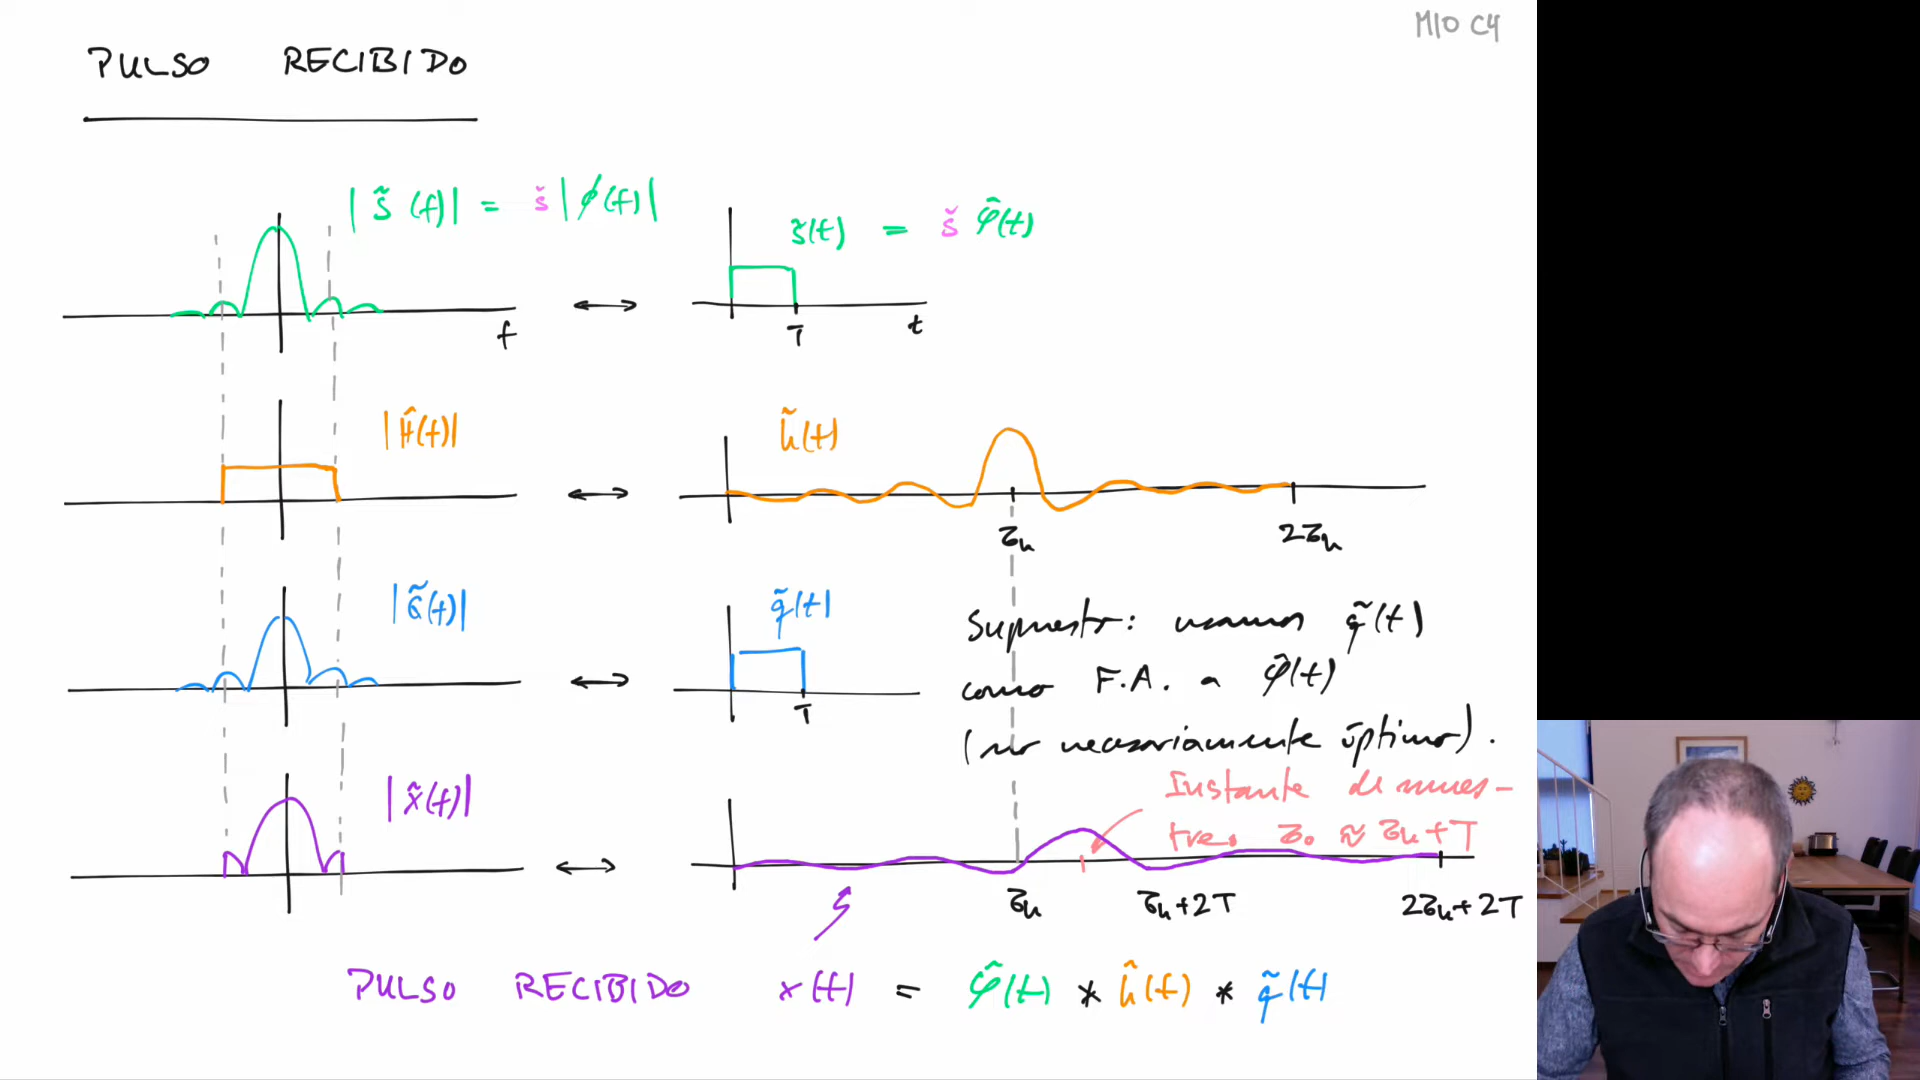 M10 C4
PULSO RECIBIDO
|s̃(f)| = š |ϕ(f)|
s̃(t) = š φ̃(t)
f
T
t
|H̃(f)|
h̃(t)
τₕ
2τₕ
|Q̃(f)|
q̃(t)
T
Supuesto: usamos q̃(t)
como F.A. a φ̃(t)
(no necesariamente óptimo).
|x̃(f)|
Instante de mues-
treo τ₀ ≈ τₕ+T
τₕ
τₕ+2T
2τₕ+2T
PULSO RECIBIDO x(t) = φ̃(t) * h̃(t) * q̃(t)